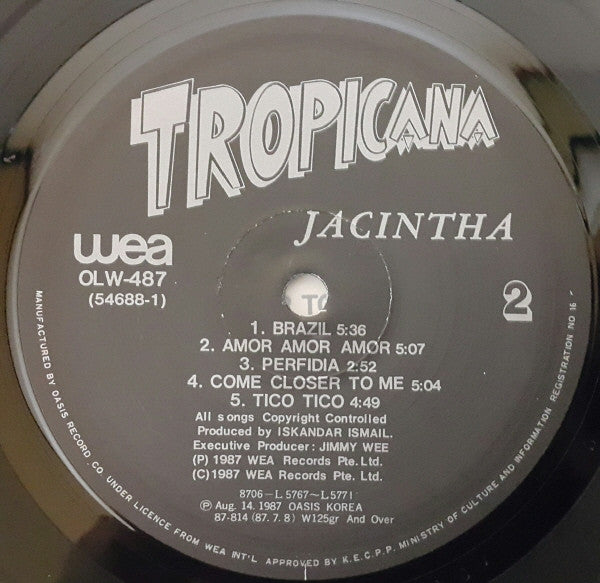 TROPICANA
JACINTHA
wea
OLW-487
(54688-1)
2
1. BRAZIL 5:36
2. AMOR AMOR AMOR 5:07
3. PERFIDIA 2:52
4. COME CLOSER TO ME 5:04
5. TICO TICO 4:49
All songs Copyright Controlled
Produced by ISKANDAR ISMAIL.
Executive Producer: JIMMY WEE
(P) 1987 WEA Records Pte. Ltd.
(C) 1987 WEA Records Pte. Ltd.
8706-L5767~L5771
Ⓟ Aug. 14. 1987 OASIS KOREA
87-814 (87. 7. 8) W125gr And Over
MANUFACTURED BY OASIS RECORD. CO. UNDER LICENCE FROM WEA INT'L APPROVED BY K.E.C.P.P. MINISTRY OF CULTURE AND INFORMATION REGISTRATION NO 16